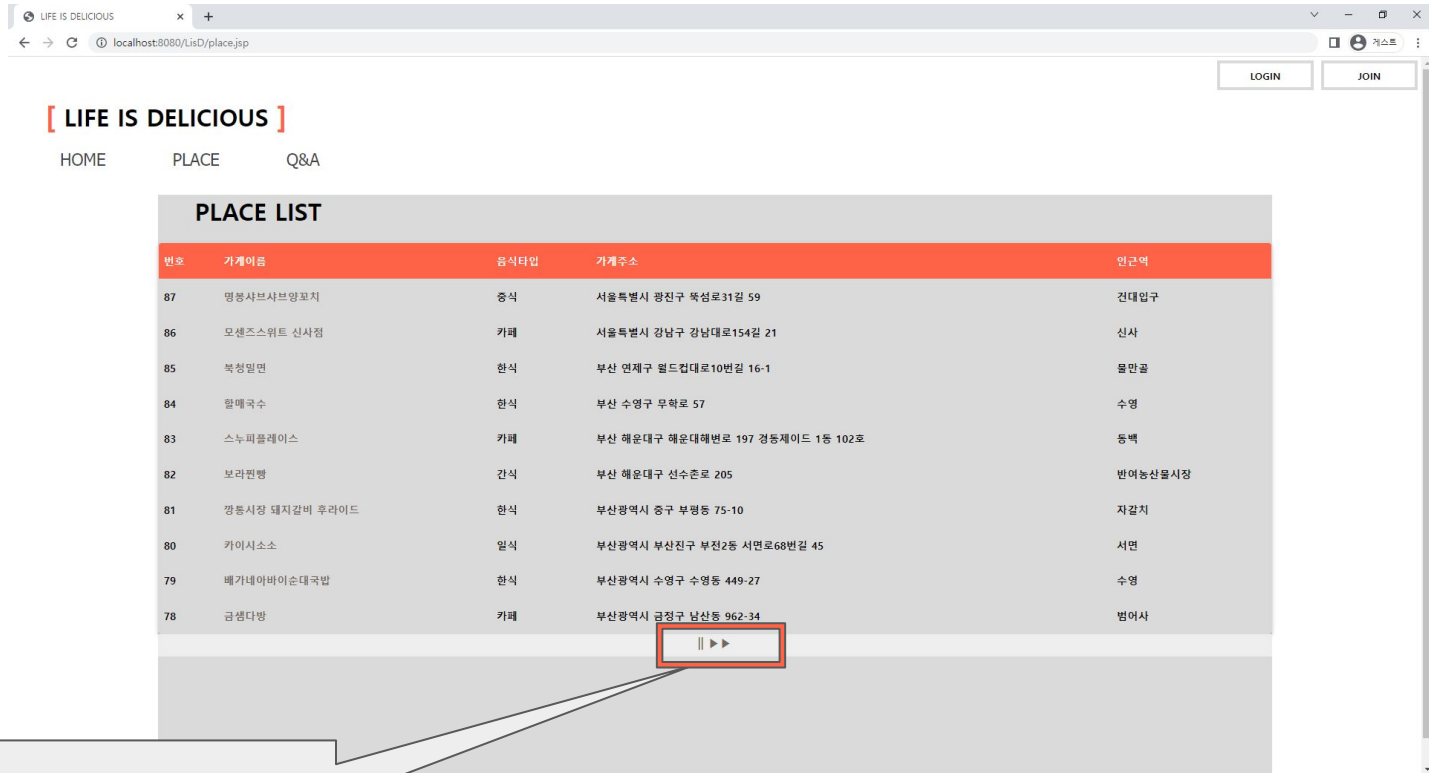 LIFE IS DELICIOUS
localhost:8080/LisD/place.jsp
게스트
LOGIN JOIN
[ LIFE IS DELICIOUS ]
HOME PLACE Q&A
PLACE LIST
번호 가게이름 음식타입 가게주소 인근역
87 명봉샤브샤브양꼬치 중식 서울특별시 광진구 뚝섬로31길 59 건대입구
86 모센즈스위트 신사점 카페 서울특별시 강남구 강남대로154길 21 신사
85 북청밀면 한식 부산 연제구 월드컵대로10번길 16-1 물만골
84 할매국수 한식 부산 수영구 무학로 57 수영
83 스누피플레이스 카페 부산 해운대구 해운대해변로 197 경동제이드 1동 102호 동백
82 보라찐빵 간식 부산 해운대구 선수촌로 205 반여농산물시장
81 깡통시장 돼지갈비 후라이드 한식 부산광역시 중구 부평동 75-10 자갈치
80 카이시소소 일식 부산광역시 부산진구 부전2동 서면로68번길 45 서면
79 배가네아바이순대국밥 한식 부산광역시 수영구 수영동 449-27 수영
78 금샘다방 카페 부산광역시 금정구 남산동 962-34 범어사
|| ▶▶